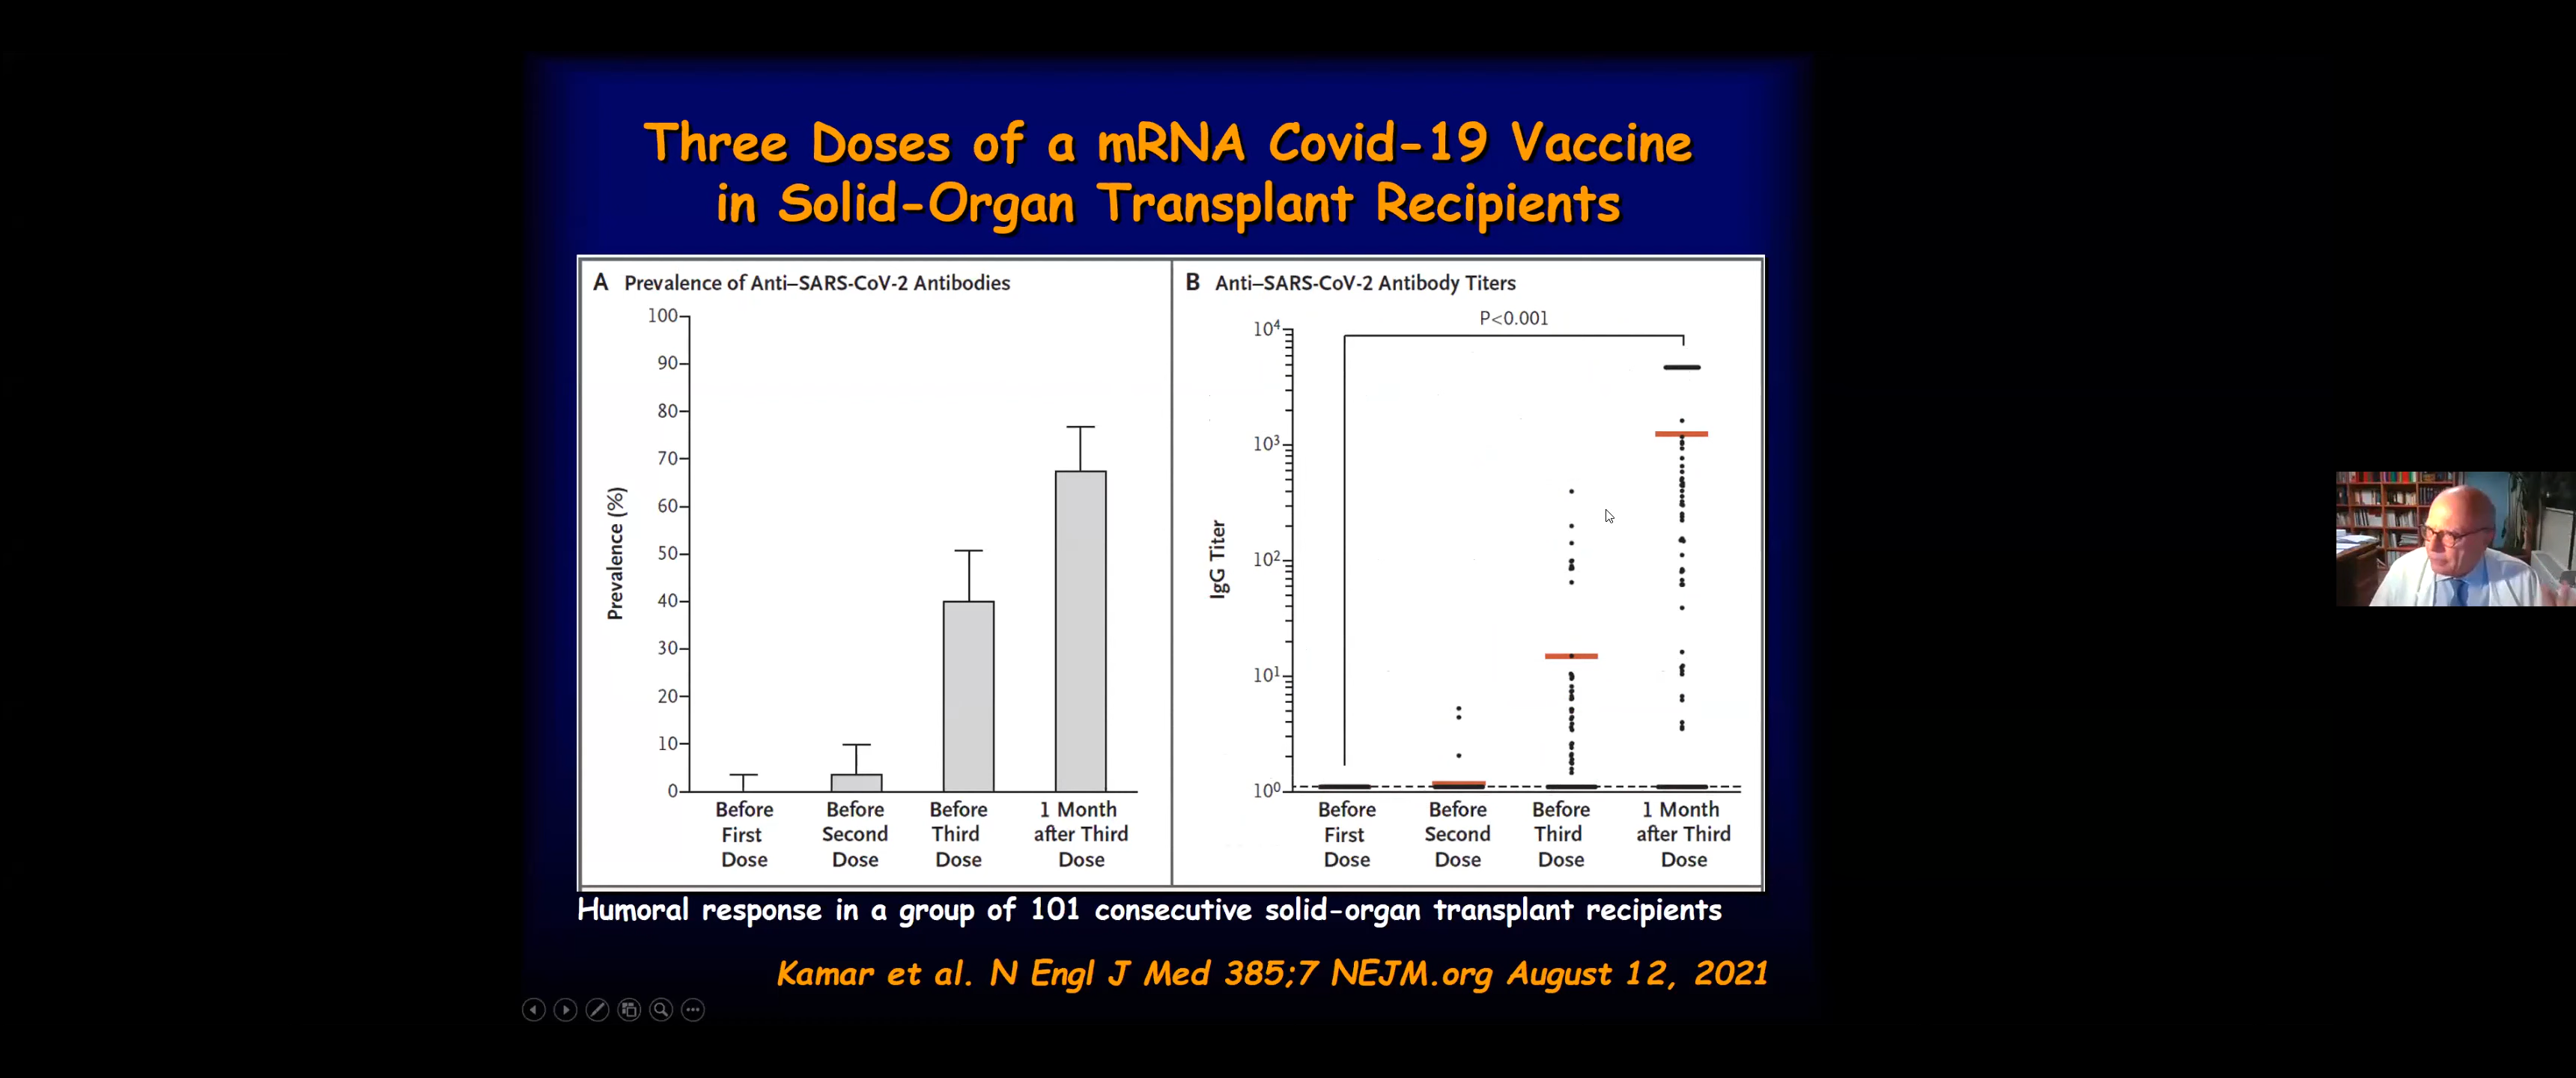 Three Doses of a mRNA Covid-19 Vaccine
in Solid-Organ Transplant Recipients
A Prevalence of Anti–SARS-CoV-2 Antibodies
Prevalence (%)
100
90
80
70
60
50
40
30
20
10
0
Before First Dose
Before Second Dose
Before Third Dose
1 Month after Third Dose
B Anti–SARS-CoV-2 Antibody Titers
P<0.001
IgG Titer
10⁴
10³
10²
10¹
10⁰
Before First Dose
Before Second Dose
Before Third Dose
1 Month after Third Dose
Humoral response in a group of 101 consecutive solid-organ transplant recipients
Kamar et al. N Engl J Med 385;7 NEJM.org August 12, 2021